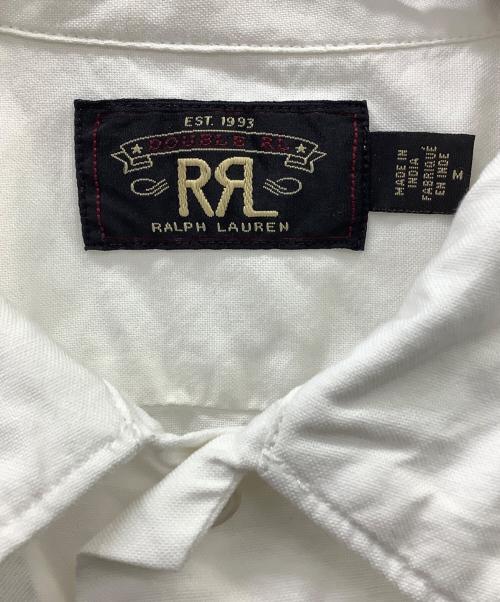 EST. 1993
DOUBLE RL
RRL
RALPH LAUREN
MADE IN
INDIA
FABRIQUÉ
EN INDE
M